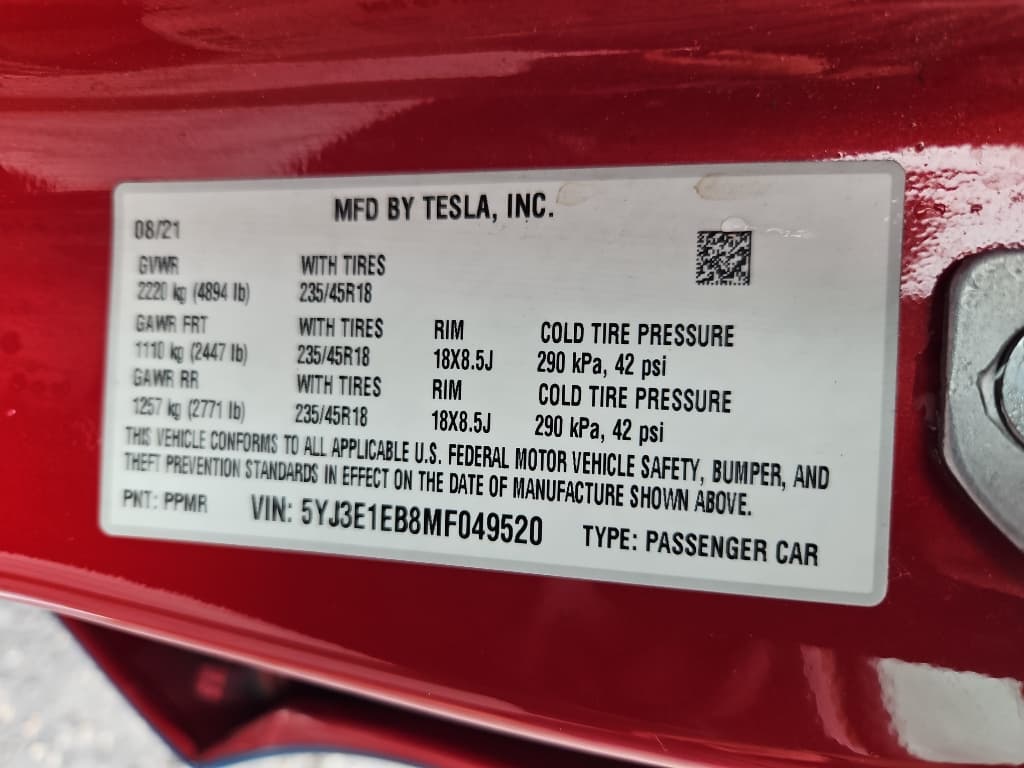 MFD BY TESLA, INC.
08/21
GVWR WITH TIRES
2220 kg (4894 lb) 235/45R18
GAWR FRT WITH TIRES RIM COLD TIRE PRESSURE
1110 kg (2447 lb) 235/45R18 18X8.5J 290 kPa, 42 psi
GAWR RR WITH TIRES RIM COLD TIRE PRESSURE
1257 kg (2771 lb) 235/45R18 18X8.5J 290 kPa, 42 psi
THIS VEHICLE CONFORMS TO ALL APPLICABLE U.S. FEDERAL MOTOR VEHICLE SAFETY, BUMPER, AND
THEFT PREVENTION STANDARDS IN EFFECT ON THE DATE OF MANUFACTURE SHOWN ABOVE.
PNT: PPMR VIN: 5YJ3E1EB8MF049520 TYPE: PASSENGER CAR